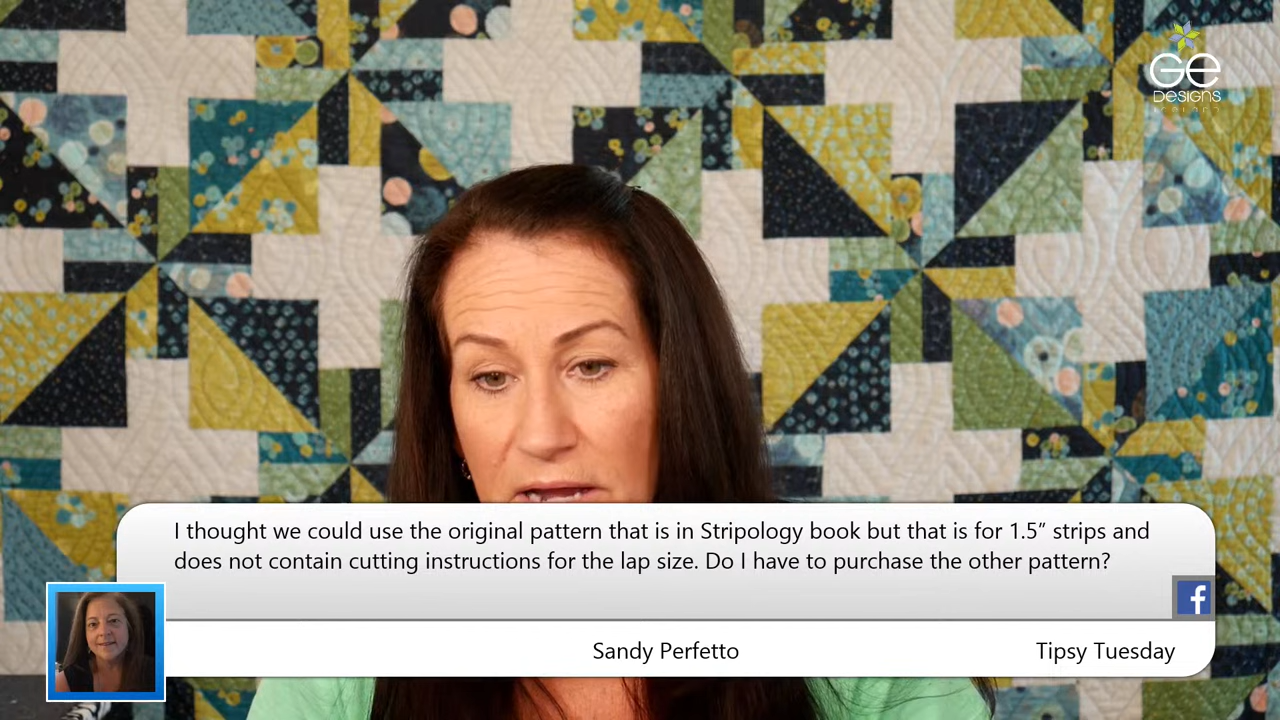 GE
DESIGNS
I thought we could use the original pattern that is in Stripology book but that is for 1.5” strips and
does not contain cutting instructions for the lap size. Do I have to purchase the other pattern?
f
Sandy Perfetto
Tipsy Tuesday